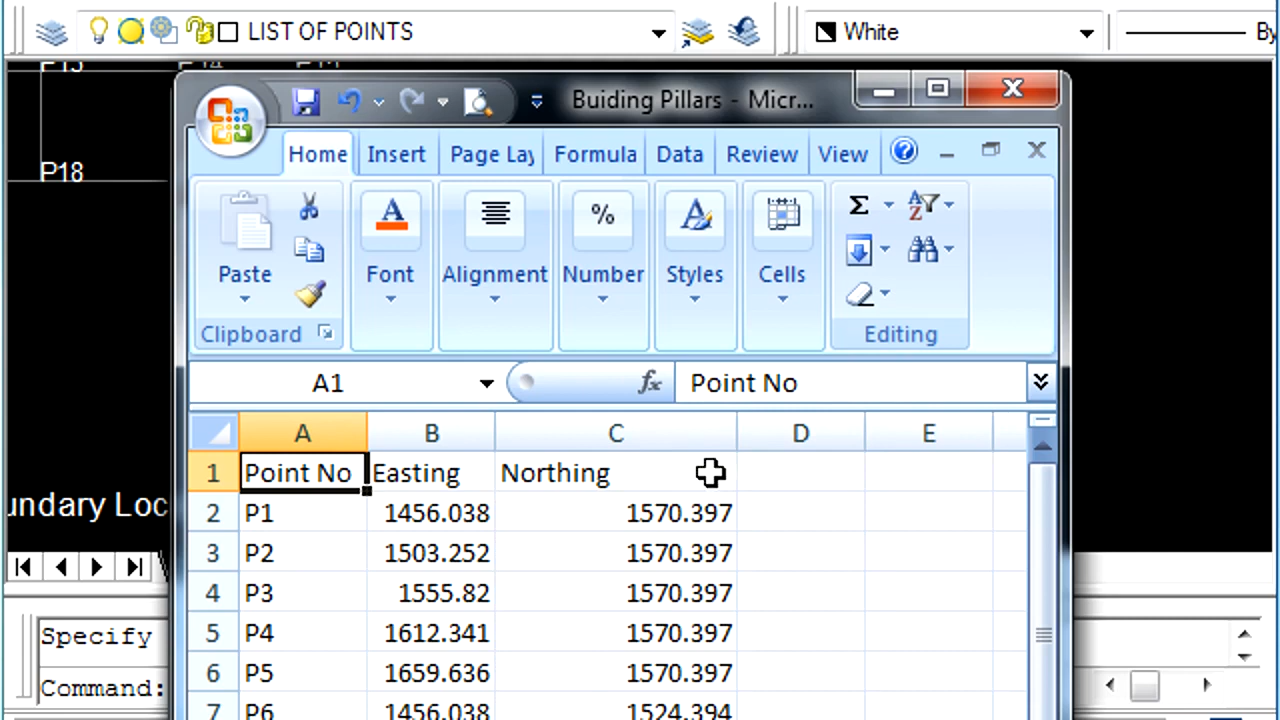 LIST OF POINTS
White
By
P18
Buiding Pillars - Micr...
Home Insert Page Lay Formula Data Review View
Paste
Font
Alignment
%
Number
Styles
Cells
Σ
Clipboard
Editing
A1
fx
Point No
A B C D E
1 Point No Easting Northing
2 P1 1456.038 1570.397
3 P2 1503.252 1570.397
4 P3 1555.82 1570.397
5 P4 1612.341 1570.397
6 P5 1659.636 1570.397
7 P6 1456.038 1524.394
undary Loc
Specify
Command: